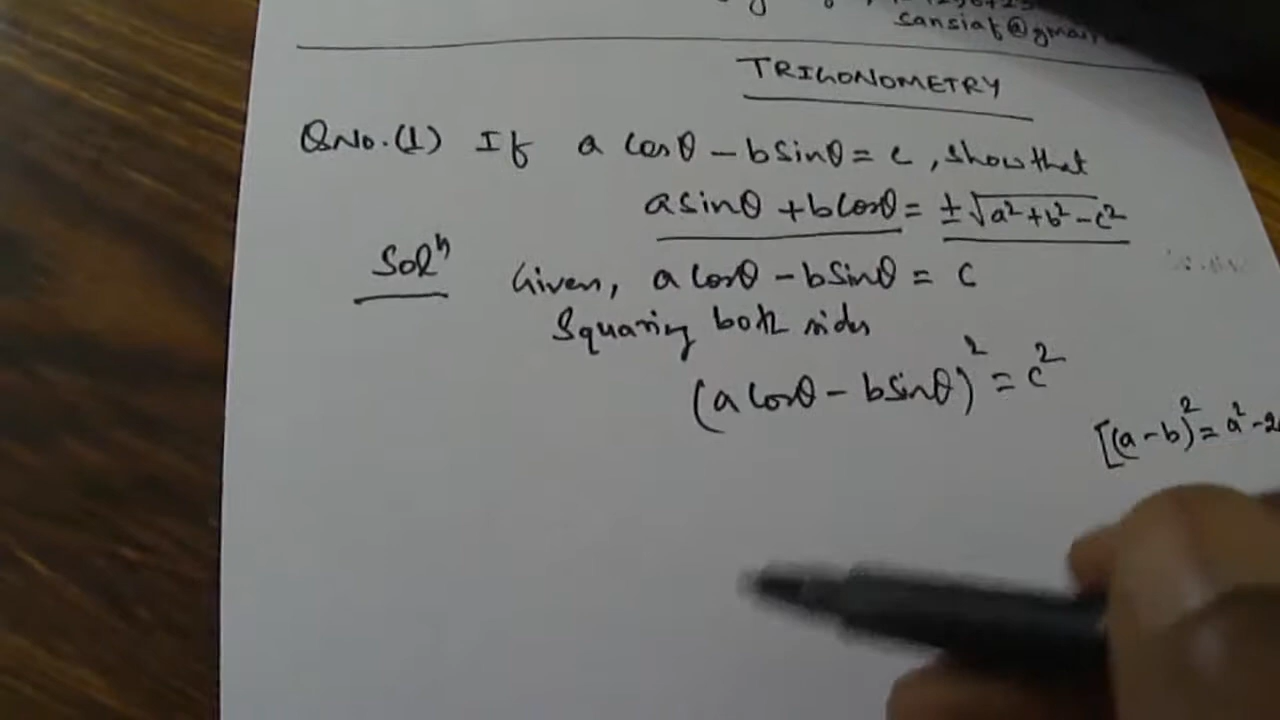 sansiat@gmai
TRIGONOMETRY
QNo.(1) If a cosθ - b sinθ = c, show that
a sinθ + b cosθ = ±√a² + b² - c²
Solⁿ Given, a cosθ - b sinθ = c
Squaring both sides
(a cosθ - b sinθ)² = c²
[(a - b)² = a² - 2